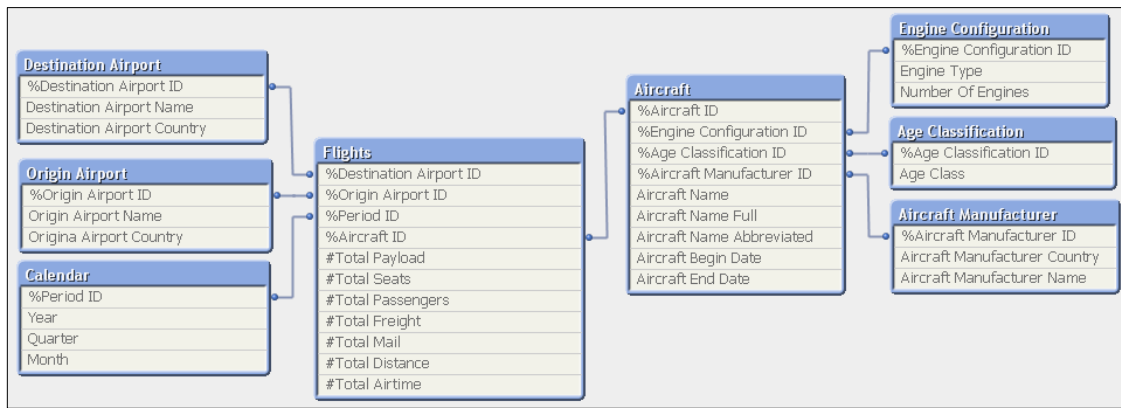 Destination Airport
%Destination Airport ID
Destination Airport Name
Destination Airport Country
Origin Airport
%Origin Airport ID
Origin Airport Name
Origina Airport Country
Calendar
%Period ID
Year
Quarter
Month
Flights
%Destination Airport ID
%Origin Airport ID
%Period ID
%Aircraft ID
#Total Payload
#Total Seats
#Total Passengers
#Total Freight
#Total Mail
#Total Distance
#Total Airtime
Aircraft
%Aircraft ID
%Engine Configuration ID
%Age Classification ID
%Aircraft Manufacturer ID
Aircraft Name
Aircraft Name Full
Aircraft Name Abbreviated
Aircraft Begin Date
Aircraft End Date
Engine Configuration
%Engine Configuration ID
Engine Type
Number Of Engines
Age Classification
%Age Classification ID
Age Class
Aircraft Manufacturer
%Aircraft Manufacturer ID
Aircraft Manufacturer Country
Aircraft Manufacturer Name